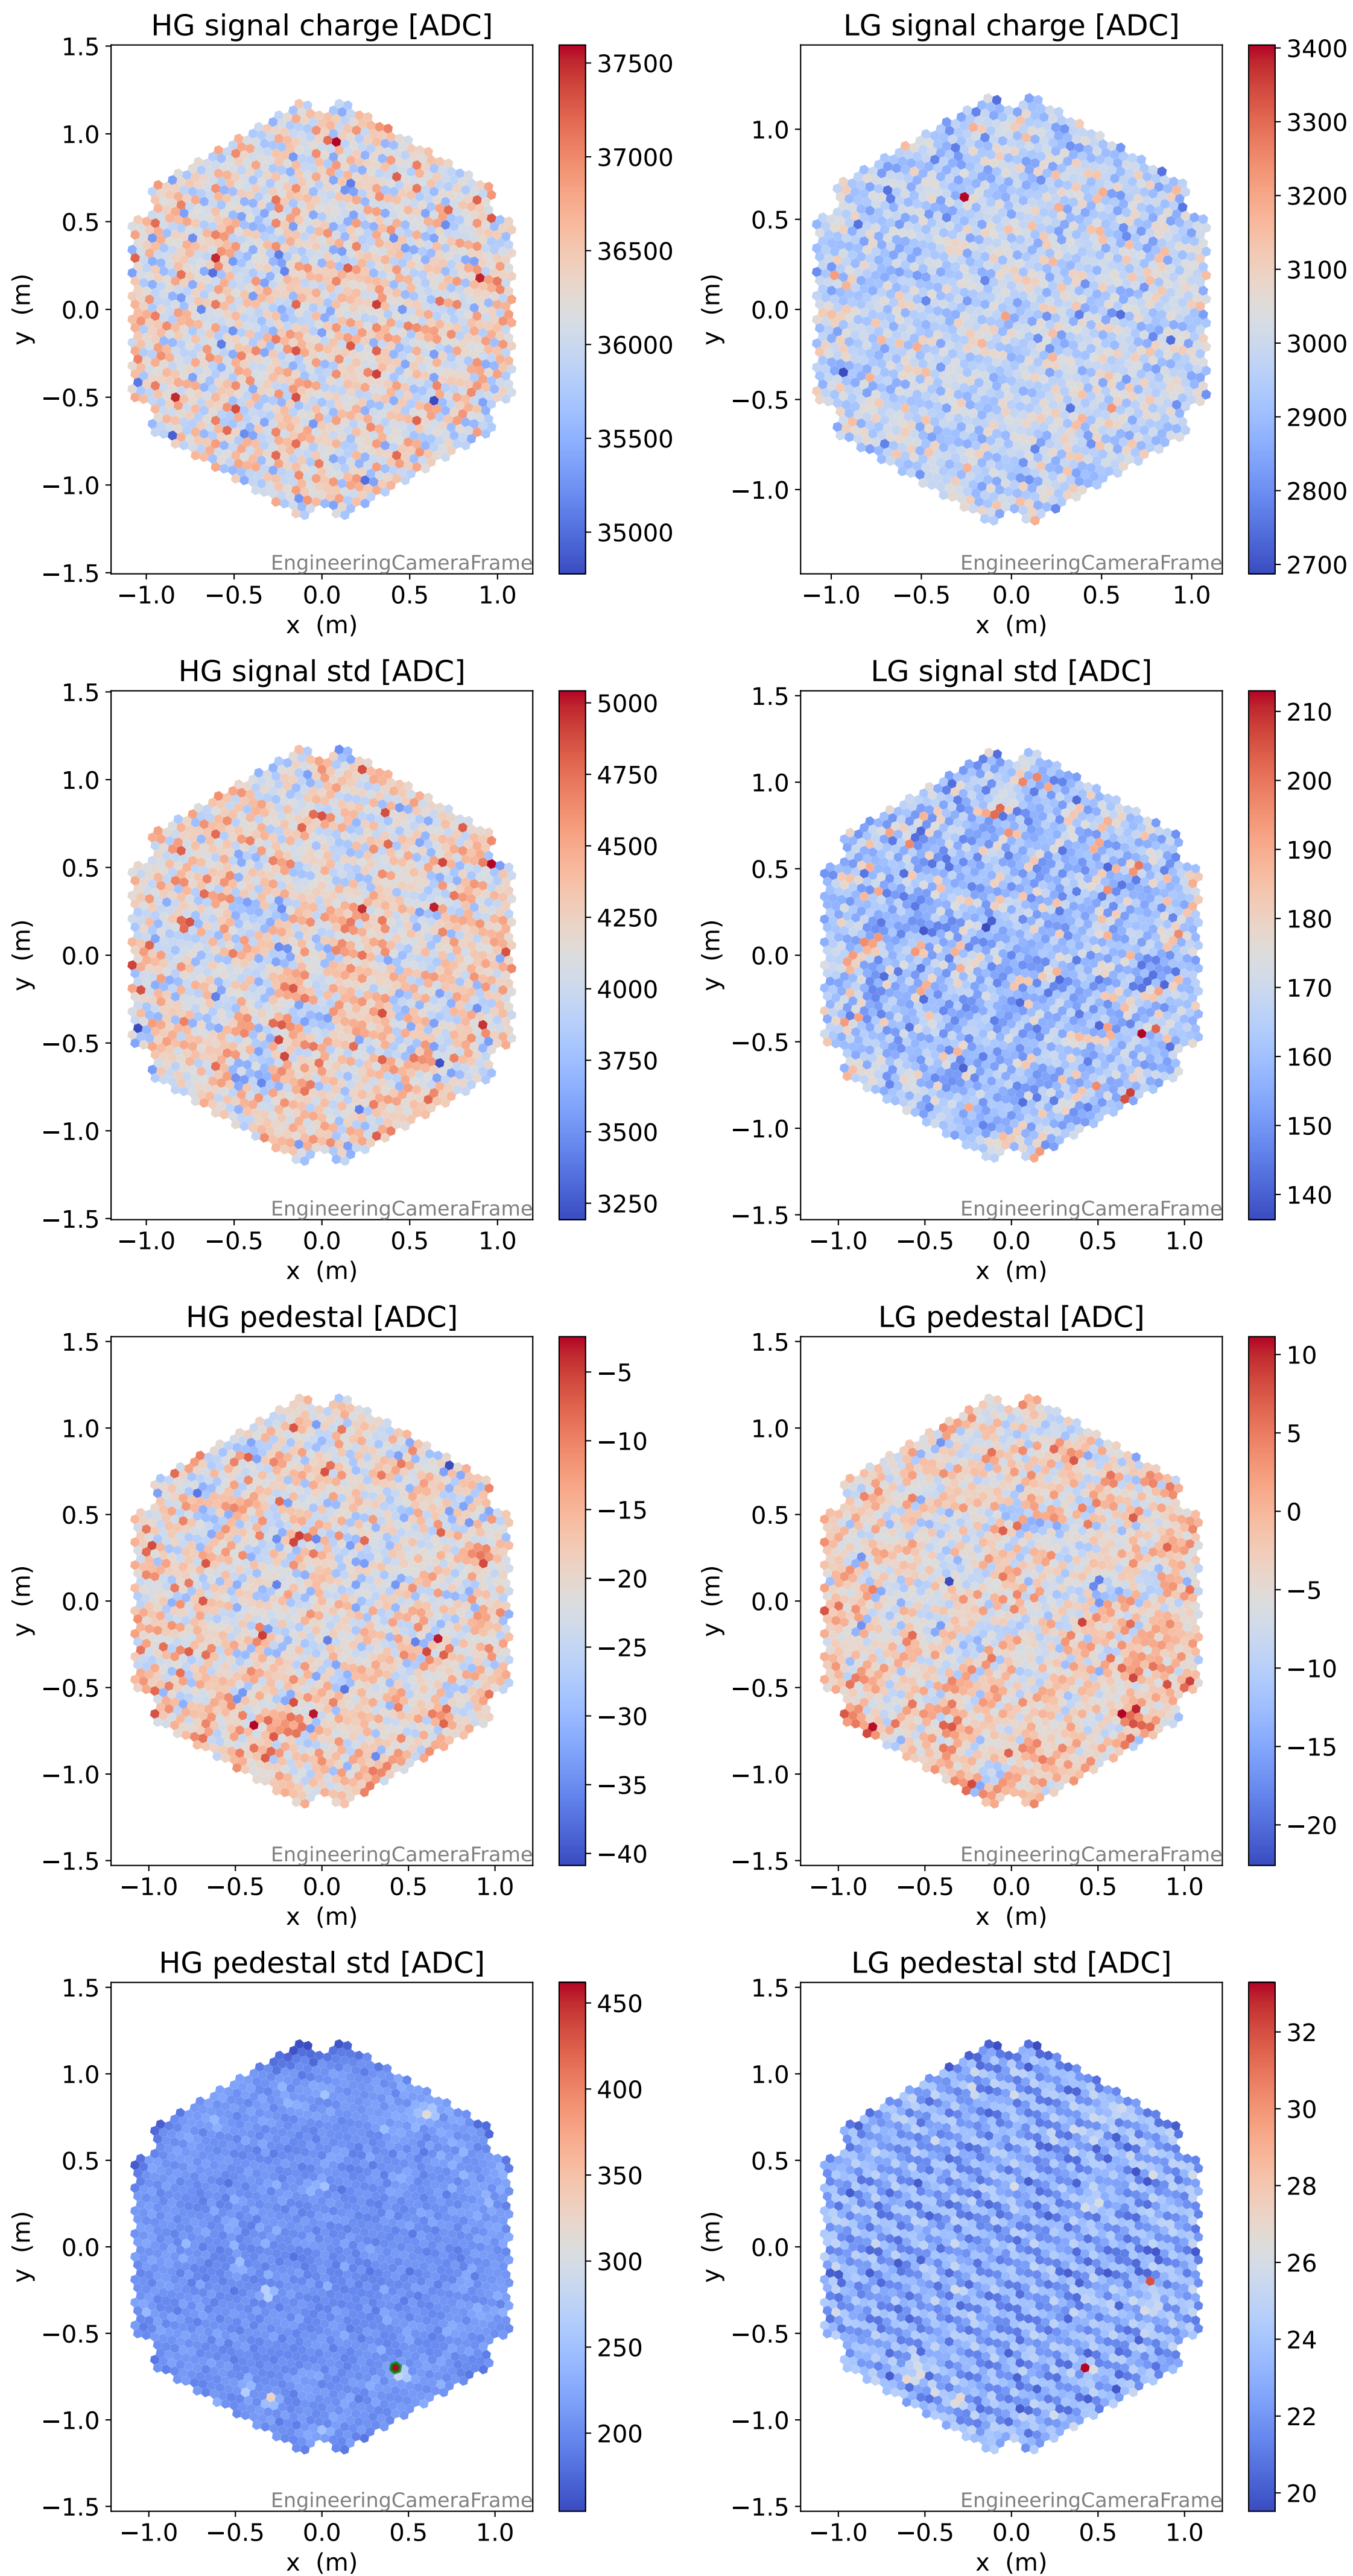 HG signal charge [ADC]
LG signal charge [ADC]
1.5
1.0
0.5
0.0
−0.5
−1.0
−1.5
y (m)
−1.0 −0.5 0.0 0.5 1.0
x (m)
EngineeringCameraFrame
37500
37000
36500
36000
35500
35000
1.0
0.5
0.0
−0.5
−1.0
y (m)
−1.0 −0.5 0.0 0.5 1.0
x (m)
EngineeringCameraFrame
3400
3300
3200
3100
3000
2900
2800
2700
HG signal std [ADC]
LG signal std [ADC]
1.5
1.0
0.5
0.0
−0.5
−1.0
−1.5
y (m)
−1.0 −0.5 0.0 0.5 1.0
x (m)
EngineeringCameraFrame
5000
4750
4500
4250
4000
3750
3500
3250
1.5
1.0
0.5
0.0
−0.5
−1.0
−1.5
y (m)
−1.0 −0.5 0.0 0.5 1.0
x (m)
EngineeringCameraFrame
210
200
190
180
170
160
150
140
HG pedestal [ADC]
LG pedestal [ADC]
1.5
1.0
0.5
0.0
−0.5
−1.0
−1.5
y (m)
−1.0 −0.5 0.0 0.5 1.0
x (m)
EngineeringCameraFrame
−5
−10
−15
−20
−25
−30
−35
−40
1.5
1.0
0.5
0.0
−0.5
−1.0
−1.5
y (m)
−1.0 −0.5 0.0 0.5 1.0
x (m)
EngineeringCameraFrame
10
5
0
−5
−10
−15
−20
HG pedestal std [ADC]
LG pedestal std [ADC]
1.5
1.0
0.5
0.0
−0.5
−1.0
−1.5
y (m)
−1.0 −0.5 0.0 0.5 1.0
x (m)
EngineeringCameraFrame
450
400
350
300
250
200
1.5
1.0
0.5
0.0
−0.5
−1.0
−1.5
y (m)
−1.0 −0.5 0.0 0.5 1.0
x (m)
EngineeringCameraFrame
32
30
28
26
24
22
20